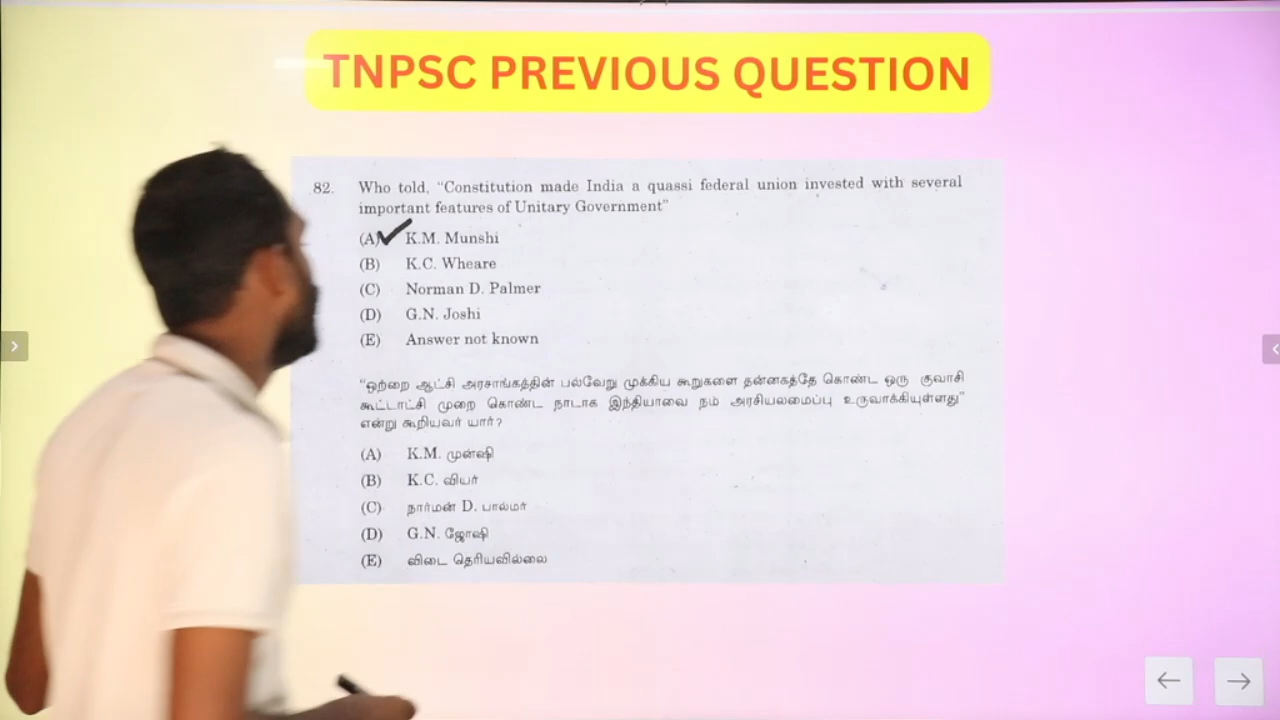 TNPSC PREVIOUS QUESTION
82. Who told, “Constitution made India a quassi federal union invested with several
important features of Unitary Government”
(A) K.M. Munshi
(B) K.C. Wheare
(C) Norman D. Palmer
(D) G.N. Joshi
(E) Answer not known
“ஒற்றை ஆட்சி அரசாங்கத்தின் பல்வேறு முக்கிய கூறுகளை தன்னகத்தே கொண்ட ஒரு குவாசி
கூட்டாட்சி முறை கொண்ட நாடாக இந்தியாவை நம் அரசியலமைப்பு உருவாக்கியுள்ளது”
என்று கூறியவர் யார்?
(A) K.M. முன்ஷி
(B) K.C. வியர்
(C) நார்மன் D. பால்மர்
(D) G.N. ஜோஷி
(E) விடை தெரியவில்லை